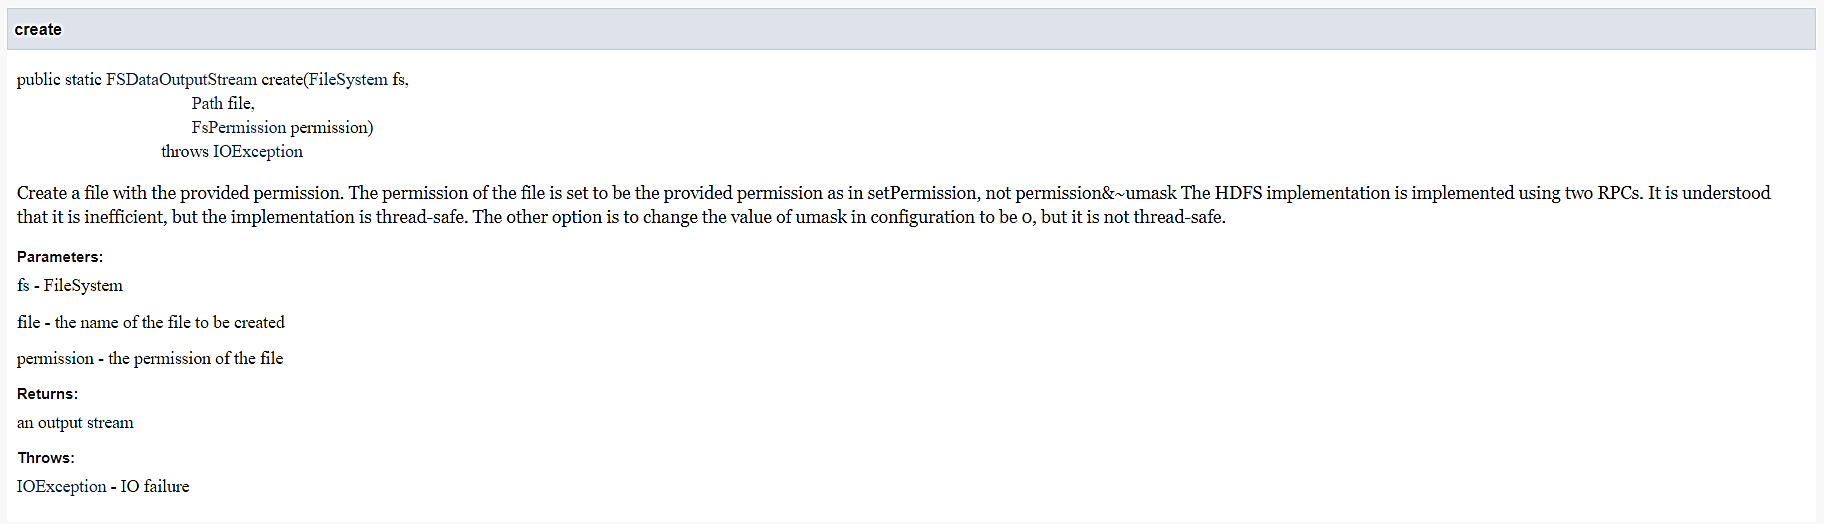 create
public static FSDataOutputStream create(FileSystem fs,
Path file,
FsPermission permission)
throws IOException
Create a file with the provided permission. The permission of the file is set to be the provided permission as in setPermission, not permission&~umask The HDFS implementation is implemented using two RPCs. It is understood
that it is inefficient, but the implementation is thread-safe. The other option is to change the value of umask in configuration to be 0, but it is not thread-safe.
Parameters:
fs - FileSystem
file - the name of the file to be created
permission - the permission of the file
Returns:
an output stream
Throws:
IOException - IO failure